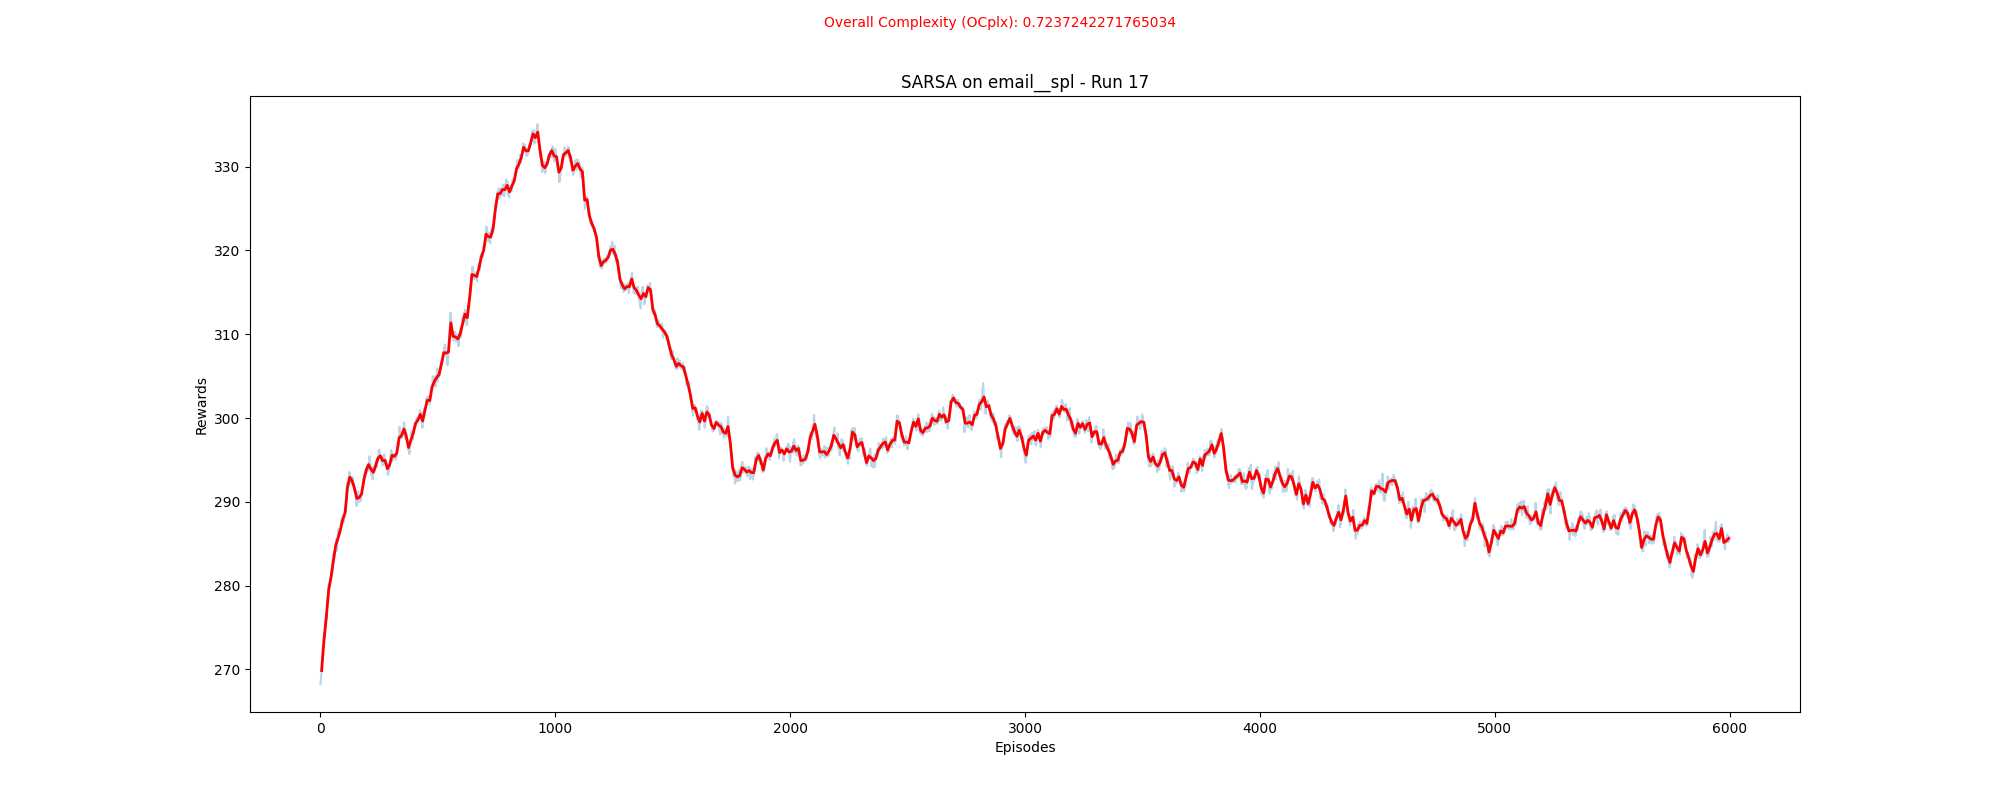 Overall Complexity (OCplx): 0.7237242271765034
SARSA on email__spl - Run 17
330
320
310
300
290
280
270
Rewards
0 1000 2000 3000 4000 5000 6000
Episodes